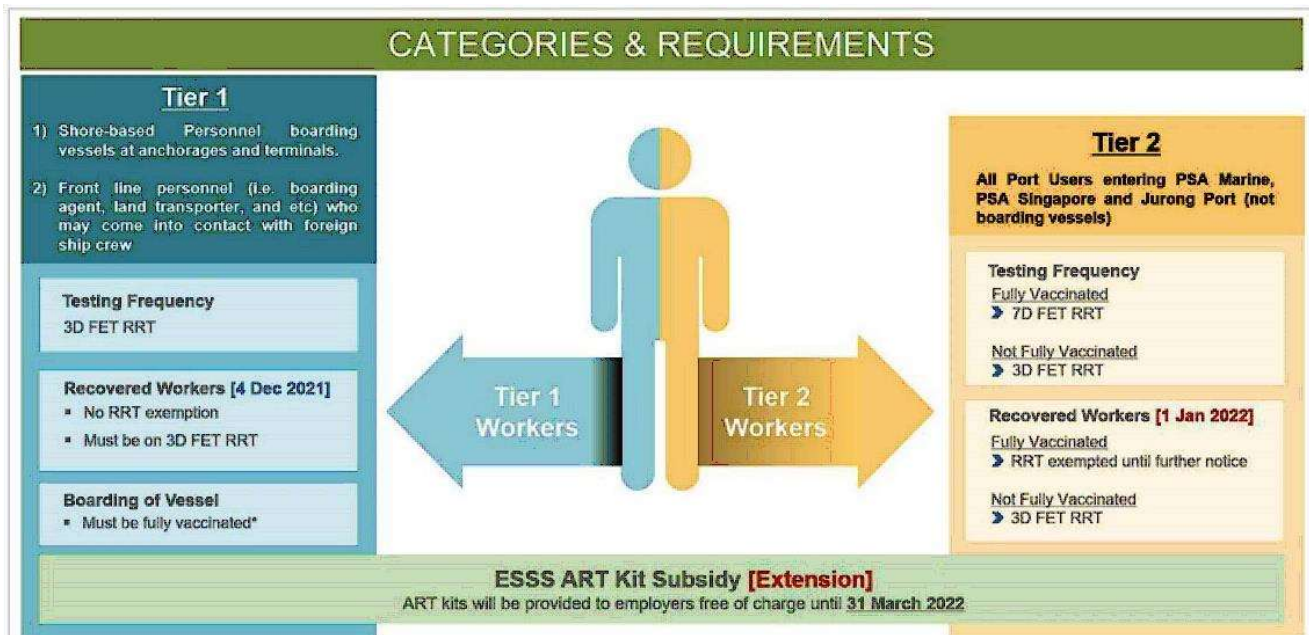 CATEGORIES & REQUIREMENTS
Tier 1
1) Shore-based Personnel boarding
vessels at anchorages and terminals.
2) Front line personnel (i.e. boarding
agent, land transporter, and etc) who
may come into contact with foreign
ship crew
Testing Frequency
3D FET RRT
Recovered Workers [4 Dec 2021]
▪ No RRT exemption
▪ Must be on 3D FET RRT
Boarding of Vessel
▪ Must be fully vaccinated*
Tier 1
Workers
Tier 2
Workers
Tier 2
All Port Users entering PSA Marine,
PSA Singapore and Jurong Port (not
boarding vessels)
Testing Frequency
Fully Vaccinated
➤ 7D FET RRT
Not Fully Vaccinated
➤ 3D FET RRT
Recovered Workers [1 Jan 2022]
Fully Vaccinated
➤ RRT exempted until further notice
Not Fully Vaccinated
➤ 3D FET RRT
ESSS ART Kit Subsidy [Extension]
ART kits will be provided to employers free of charge until 31 March 2022